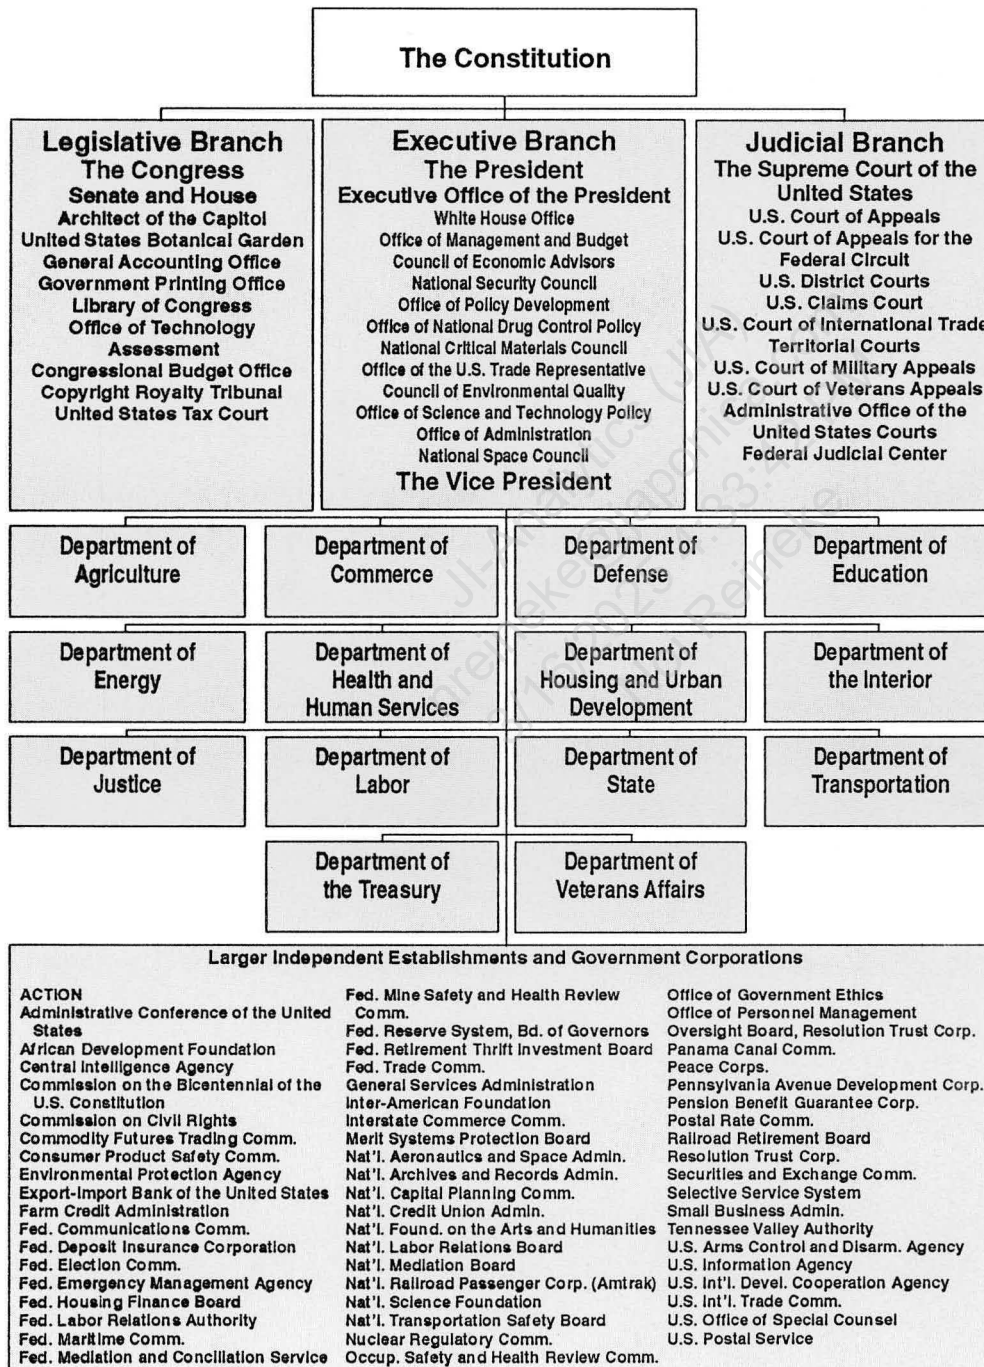 The Constitution
Legislative Branch
The Congress
Senate and House
Architect of the Capitol
United States Botanical Garden
General Accounting Office
Government Printing Office
Library of Congress
Office of Technology
Assessment
Congressional Budget Office
Copyright Royalty Tribunal
United States Tax Court
Executive Branch
The President
Executive Office of the President
White House Office
Office of Management and Budget
Council of Economic Advisors
National Security Council
Office of Policy Development
Office of National Drug Control Policy
National Critical Materials Council
Office of the U.S. Trade Representative
Council of Environmental Quality
Office of Science and Technology Policy
Office of Administration
National Space Council
The Vice President
Judicial Branch
The Supreme Court of the
United States
U.S. Court of Appeals
U.S. Court of Appeals for the
Federal Circuit
U.S. District Courts
U.S. Claims Court
U.S. Court of International Trade
Territorial Courts
U.S. Court of Military Appeals
U.S. Court of Veterans Appeals
Administrative Office of the
United States Courts
Federal Judicial Center
Department of
Agriculture
Department of
Commerce
Department of
Defense
Department of
Education
Department of
Energy
Department of
Health and
Human Services
Department of
Housing and Urban
Development
Department of
the Interior
Department of
Justice
Department of
Labor
Department of
State
Department of
Transportation
Department of
the Treasury
Department of
Veterans Affairs
Larger Independent Establishments and Government Corporations
ACTION
Administrative Conference of the United
States
African Development Foundation
Central Intelligence Agency
Commission on the Bicentennial of the
U.S. Constitution
Commission on Civil Rights
Commodity Futures Trading Comm.
Consumer Product Safety Comm.
Environmental Protection Agency
Export-Import Bank of the United States
Farm Credit Administration
Fed. Communications Comm.
Fed. Deposit Insurance Corporation
Fed. Election Comm.
Fed. Emergency Management Agency
Fed. Housing Finance Board
Fed. Labor Relations Authority
Fed. Maritime Comm.
Fed. Mediation and Conciliation Service
Fed. Mine Safety and Health Review
Comm.
Fed. Reserve System, Bd. of Governors
Fed. Retirement Thrift Investment Board
Fed. Trade Comm.
General Services Administration
Inter-American Foundation
Interstate Commerce Comm.
Merit Systems Protection Board
Nat'l. Aeronautics and Space Admin.
Nat'l. Archives and Records Admin.
Nat'l. Capital Planning Comm.
Nat'l. Credit Union Admin.
Nat'l. Found. on the Arts and Humanities
Nat'l. Labor Relations Board
Nat'l. Mediation Board
Nat'l. Railroad Passenger Corp. (Amtrak)
Nat'l. Science Foundation
Nat'l. Transportation Safety Board
Nuclear Regulatory Comm.
Occup. Safety and Health Review Comm.
Office of Government Ethics
Office of Personnel Management
Oversight Board, Resolution Trust Corp.
Panama Canal Comm.
Peace Corps.
Pennsylvania Avenue Development Corp.
Pension Benefit Guarantee Corp.
Postal Rate Comm.
Railroad Retirement Board
Resolution Trust Corp.
Securities and Exchange Comm.
Selective Service System
Small Business Admin.
Tennessee Valley Authority
U.S. Arms Control and Disarm. Agency
U.S. Information Agency
U.S. Int'l. Devel. Cooperation Agency
U.S. Int'l. Trade Comm.
U.S. Office of Special Counsel
U.S. Postal Service
JI-Analytics (JIA)
Reineke